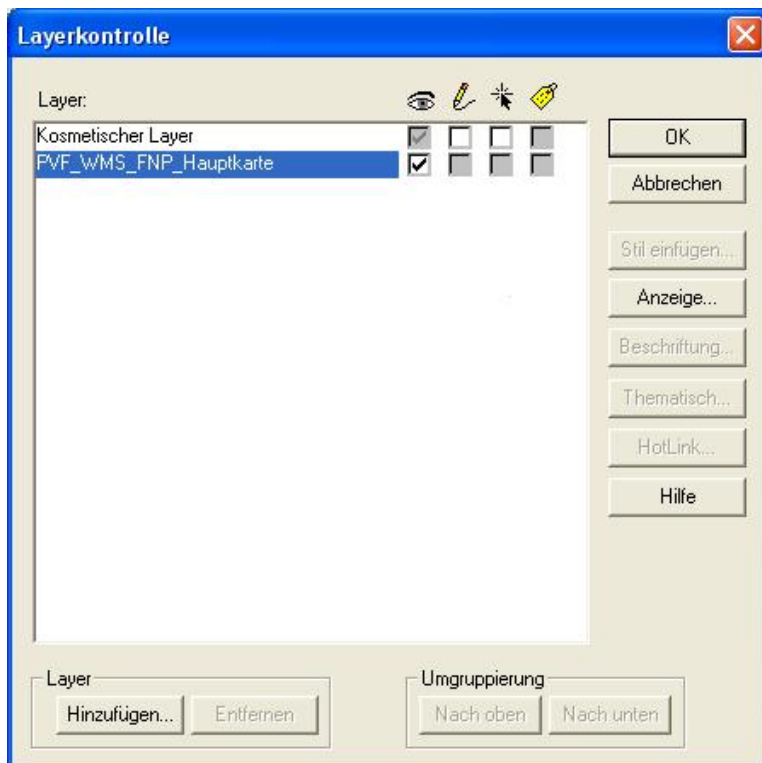 Layerkontrolle
Layer:
Kosmetischer Layer
PVF_WMS_FNP_Hauptkarte
OK
Abbrechen
Stil einfügen...
Anzeige...
Beschriftung...
Thematisch...
HotLink...
Hilfe
Layer
Hinzufügen...
Entfernen
Umgruppierung
Nach oben
Nach unten